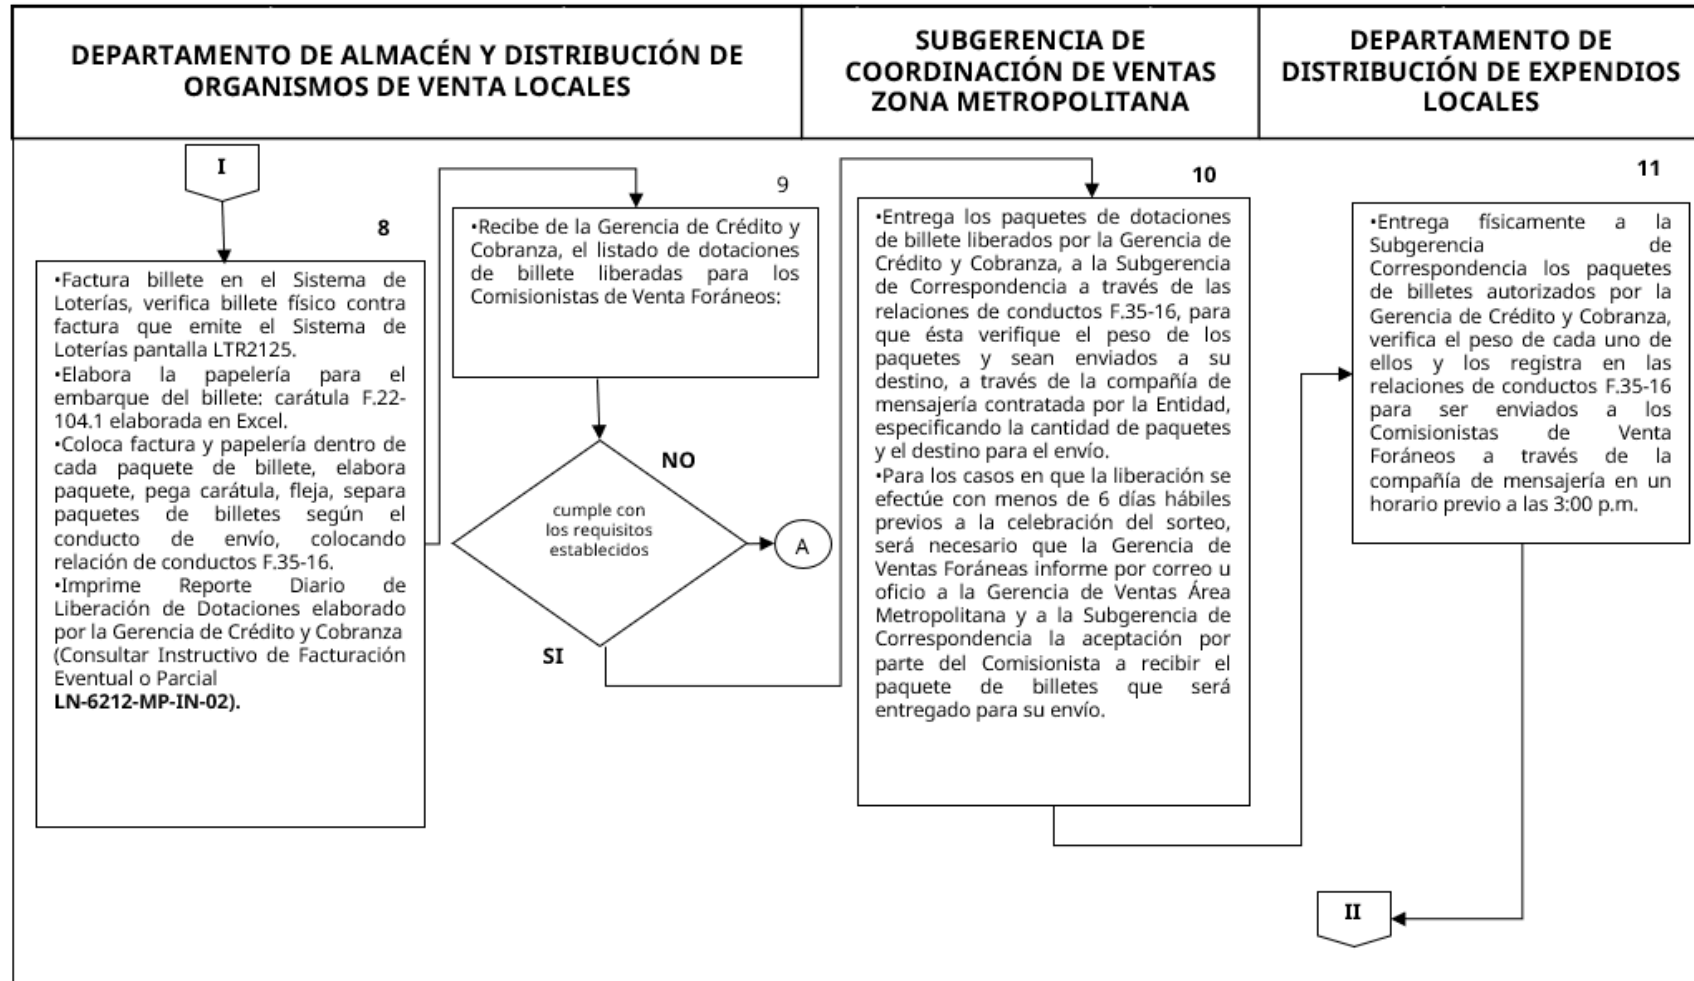 DEPARTAMENTO DE ALMACÉN Y DISTRIBUCIÓN DE
ORGANISMOS DE VENTA LOCALES
SUBGERENCIA DE
COORDINACIÓN DE VENTAS
ZONA METROPOLITANA
DEPARTAMENTO DE
DISTRIBUCIÓN DE EXPENDIOS
LOCALES
I
8
•Factura billete en el Sistema de
Loterías, verifica billete físico contra
factura que emite el Sistema de
Loterías pantalla LTR2125.
•Elabora la papelería para el
embarque del billete: carátula F.22-
104.1 elaborada en Excel.
•Coloca factura y papelería dentro de
cada paquete de billete, elabora
paquete, pega carátula, fleja, separa
paquetes de billetes según el
conducto de envío, colocando
relación de conductos F.35-16.
•Imprime Reporte Diario de
Liberación de Dotaciones elaborado
por la Gerencia de Crédito y Cobranza
(Consultar Instructivo de Facturación
Eventual o Parcial
LN-6212-MP-IN-02).
9
•Recibe de la Gerencia de Crédito y
Cobranza, el listado de dotaciones
de billete liberadas para los
Comisionistas de Venta Foráneos:
cumple con
los requisitos
establecidos
NO
A
SI
10
•Entrega los paquetes de dotaciones
de billete liberados por la Gerencia de
Crédito y Cobranza, a la Subgerencia
de Correspondencia a través de las
relaciones de conductos F.35-16, para
que ésta verifique el peso de los
paquetes y sean enviados a su
destino, a través de la compañía de
mensajería contratada por la Entidad,
especificando la cantidad de paquetes
y el destino para el envío.
•Para los casos en que la liberación se
efectúe con menos de 6 días hábiles
previos a la celebración del sorteo,
será necesario que la Gerencia de
Ventas Foráneas informe por correo u
oficio a la Gerencia de Ventas Área
Metropolitana y a la Subgerencia de
Correspondencia la aceptación por
parte del Comisionista a recibir el
paquete de billetes que será
entregado para su envío.
11
•Entrega físicamente a la
Subgerencia de
Correspondencia los paquetes
de billetes autorizados por la
Gerencia de Crédito y Cobranza,
verifica el peso de cada uno de
ellos y los registra en las
relaciones de conductos F.35-16
para ser enviados a los
Comisionistas de Venta
Foráneos a través de la
compañía de mensajería en un
horario previo a las 3:00 p.m.
II